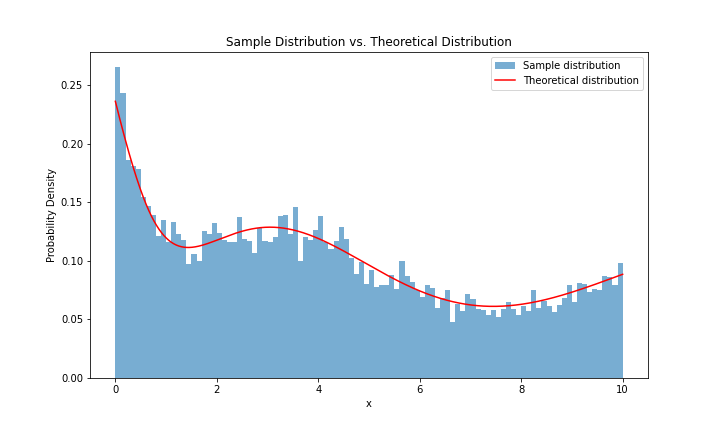 Sample Distribution vs. Theoretical Distribution
Sample distribution
Theoretical distribution
Probability Density
0.25
0.20
0.15
0.10
0.05
0.00
0 2 4 6 8 10
x